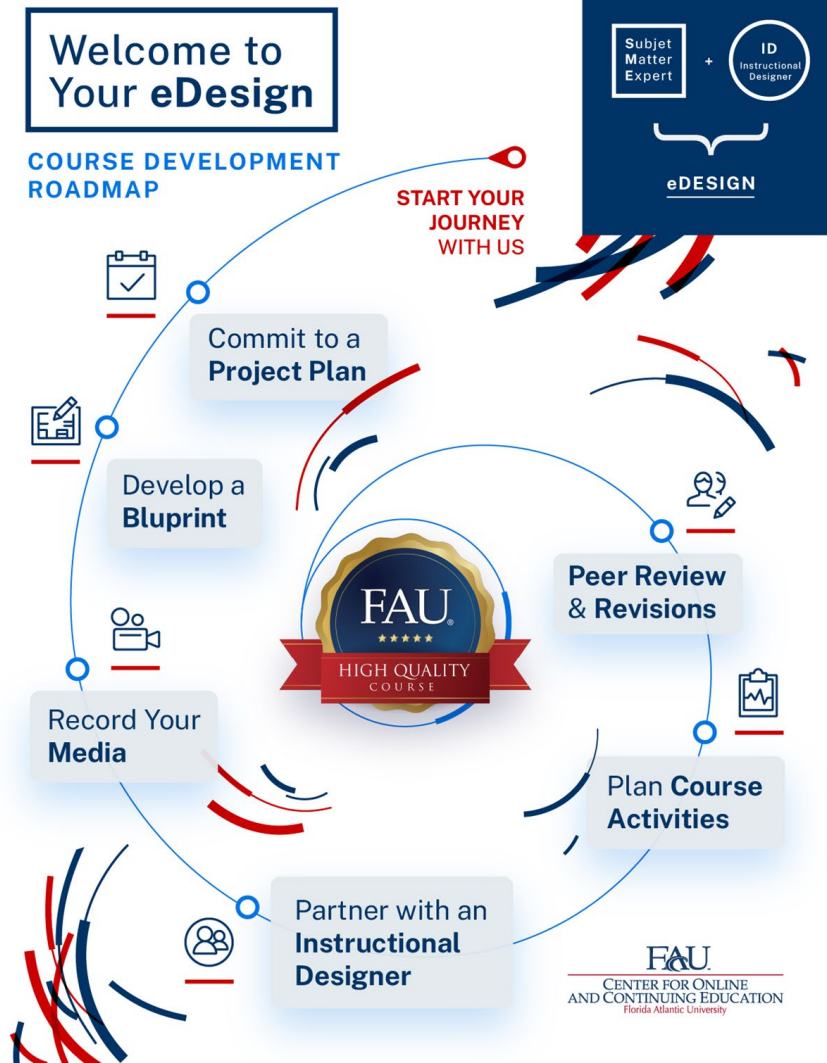 Welcome to
Your eDesign
COURSE DEVELOPMENT
ROADMAP
Subjet
Matter
Expert
+
ID
Instructional
Designer
eDESIGN
START YOUR
JOURNEY
WITH US
Commit to a
Project Plan
Develop a
Bluprint
Record Your
Media
Partner with an
Instructional
Designer
Plan Course
Activities
Peer Review
& Revisions
FAU®
HIGH QUALITY
COURSE
FAU
CENTER FOR ONLINE
AND CONTINUING EDUCATION
Florida Atlantic University